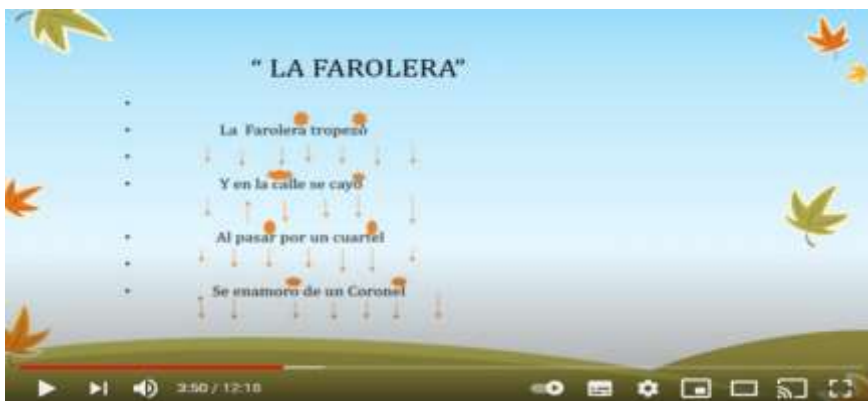 “ LA FAROLERA”
La Farolera tropezó
Y en la calle se cayó
Al pasar por un cuartel
Se enamoro de un Coronel
3:50 / 12:18